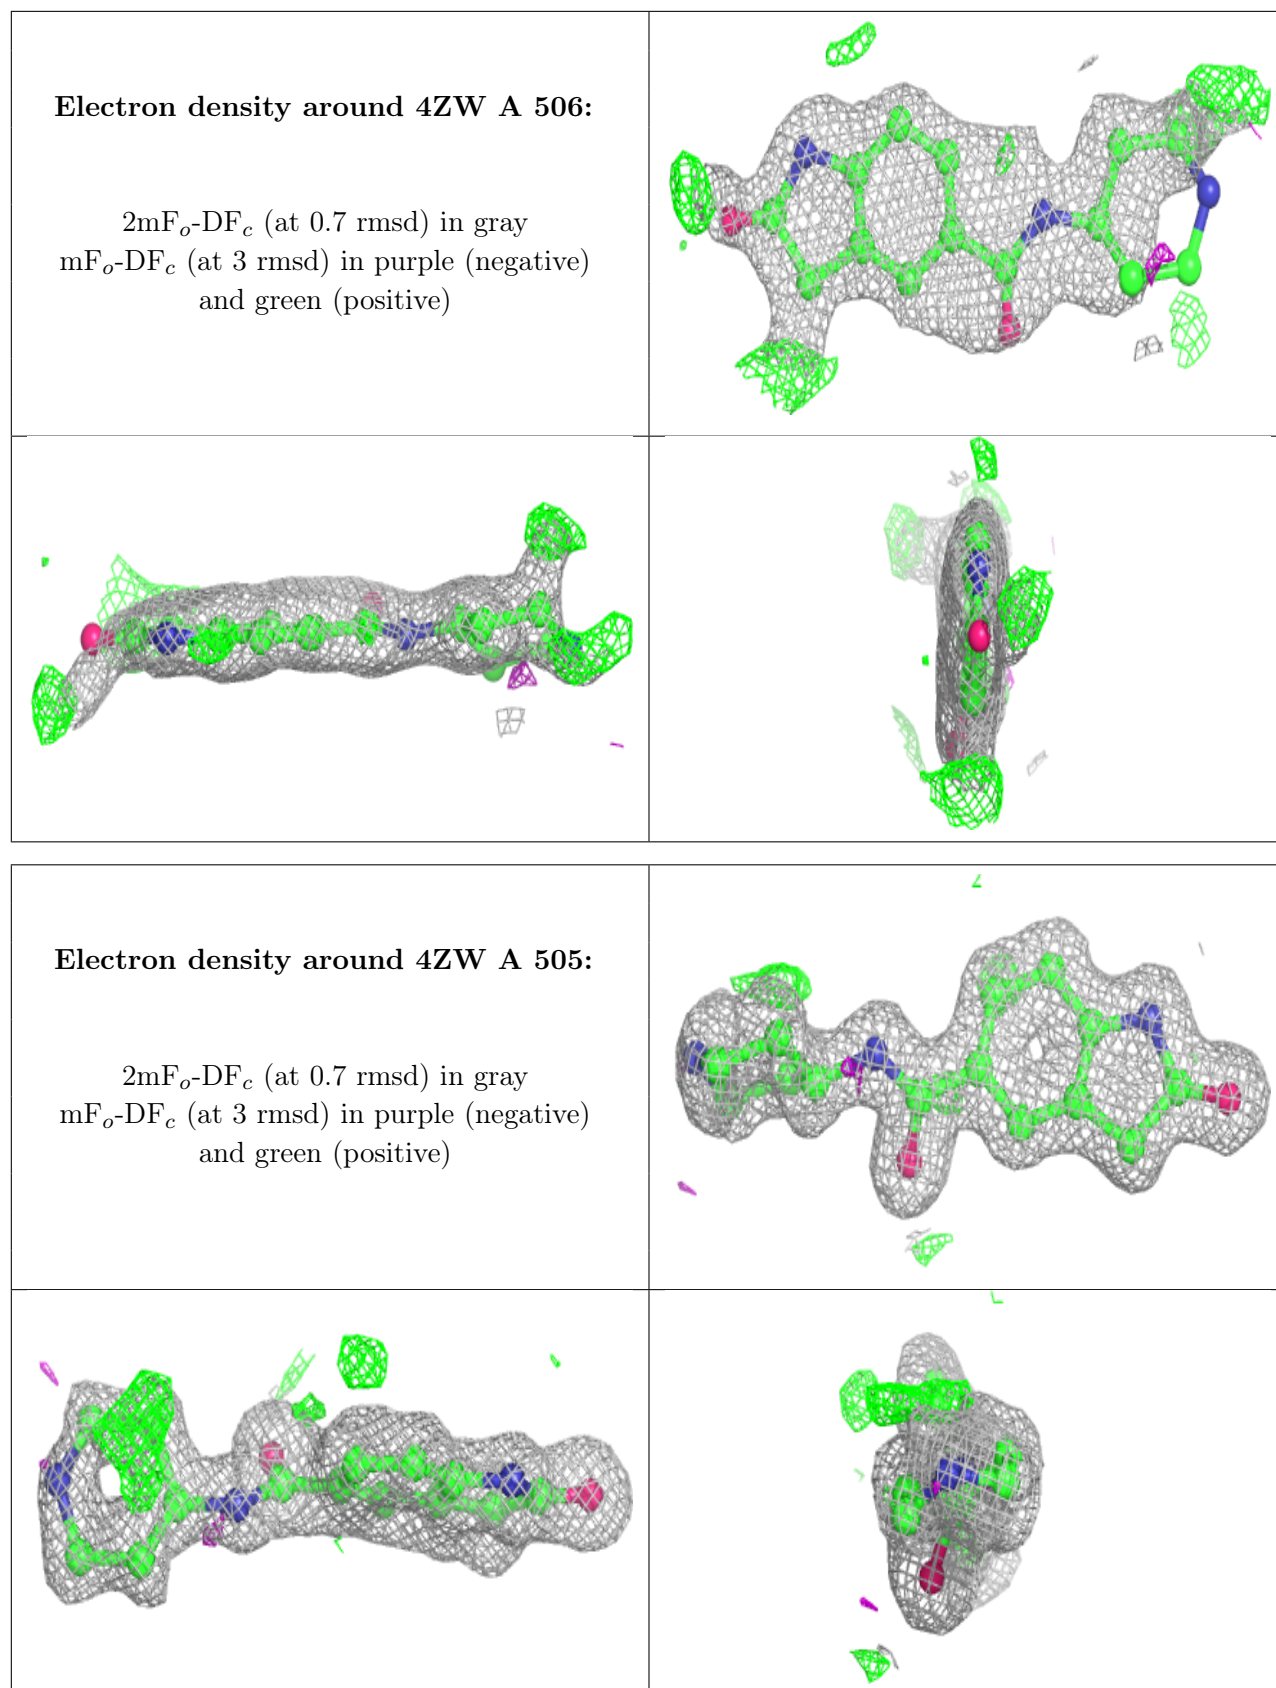 Electron density around 4ZW A 506:
2mFo-DFc (at 0.7 rmsd) in gray
mFo-DFc (at 3 rmsd) in purple (negative)
and green (positive)
Electron density around 4ZW A 505:
2mFo-DFc (at 0.7 rmsd) in gray
mFo-DFc (at 3 rmsd) in purple (negative)
and green (positive)